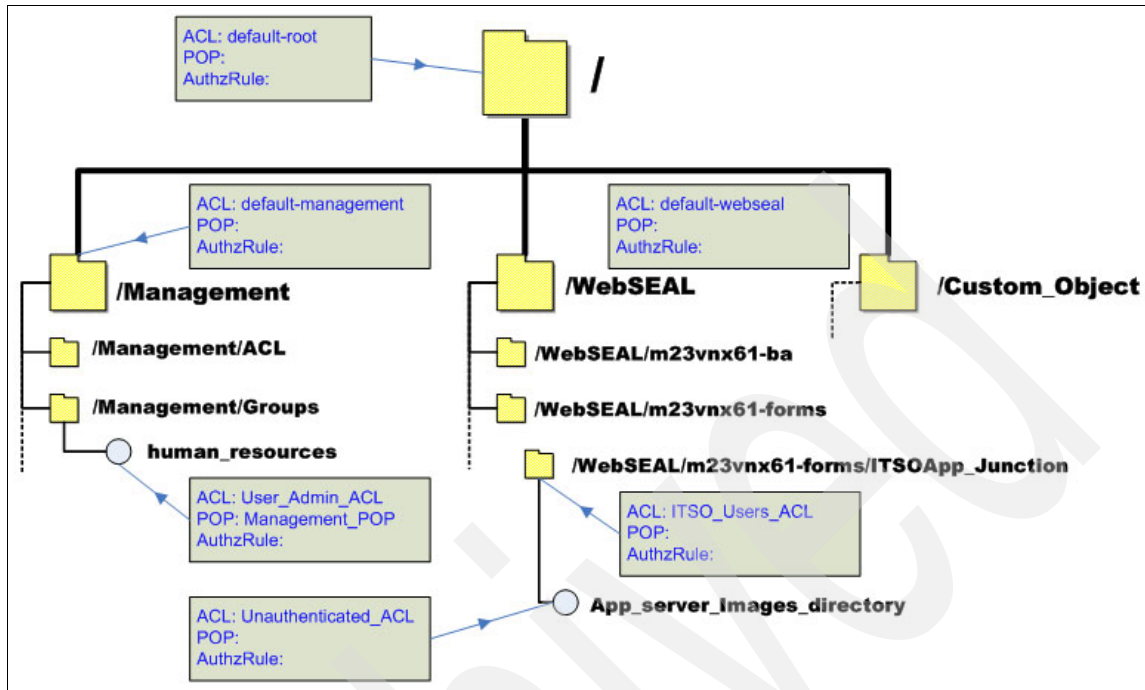 ACL: default-root
POP:
AuthzRule:
/
ACL: default-management
POP:
AuthzRule:
ACL: default-webseal
POP:
AuthzRule:
/Management
/WebSEAL
/Custom_Object
/Management/ACL
/WebSEAL/m23vnx61-ba
/Management/Groups
/WebSEAL/m23vnx61-forms
human_resources
/WebSEAL/m23vnx61-forms/ITSOApp_Junction
ACL: User_Admin_ACL
POP: Management_POP
AuthzRule:
ACL: ITSO_Users_ACL
POP:
AuthzRule:
App_server_Images_directory
ACL: Unauthenticated_ACL
POP:
AuthzRule: